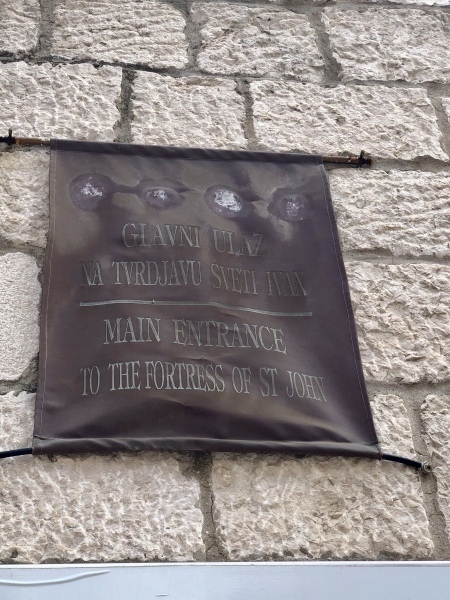 GLAVNI ULAZ
NA TVRDJAVU SVETI IVAN
MAIN ENTRANCE
TO THE FORTRESS OF ST JOHN